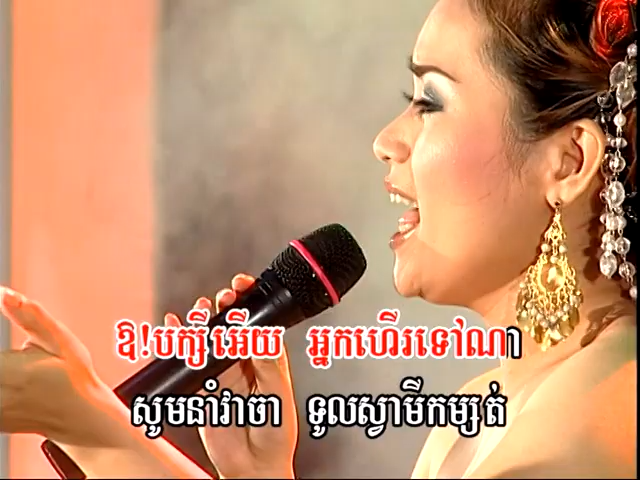 ឱ!បក្សីអើយ អ្នកហើរទៅណា
សូមនាំវាចា ទូលស្វាមីកម្សត់